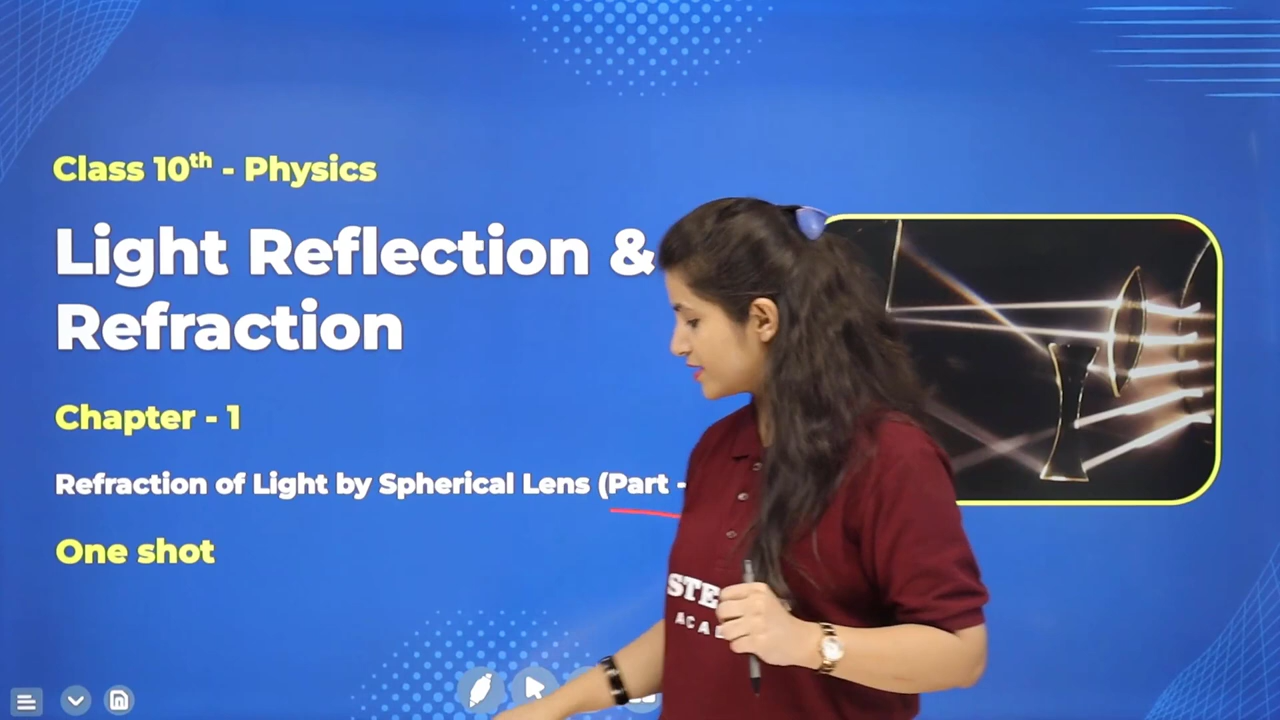 Class 10th - Physics
Light Reflection &
Refraction
Chapter - 1
Refraction of Light by Spherical Lens (Part -
One shot